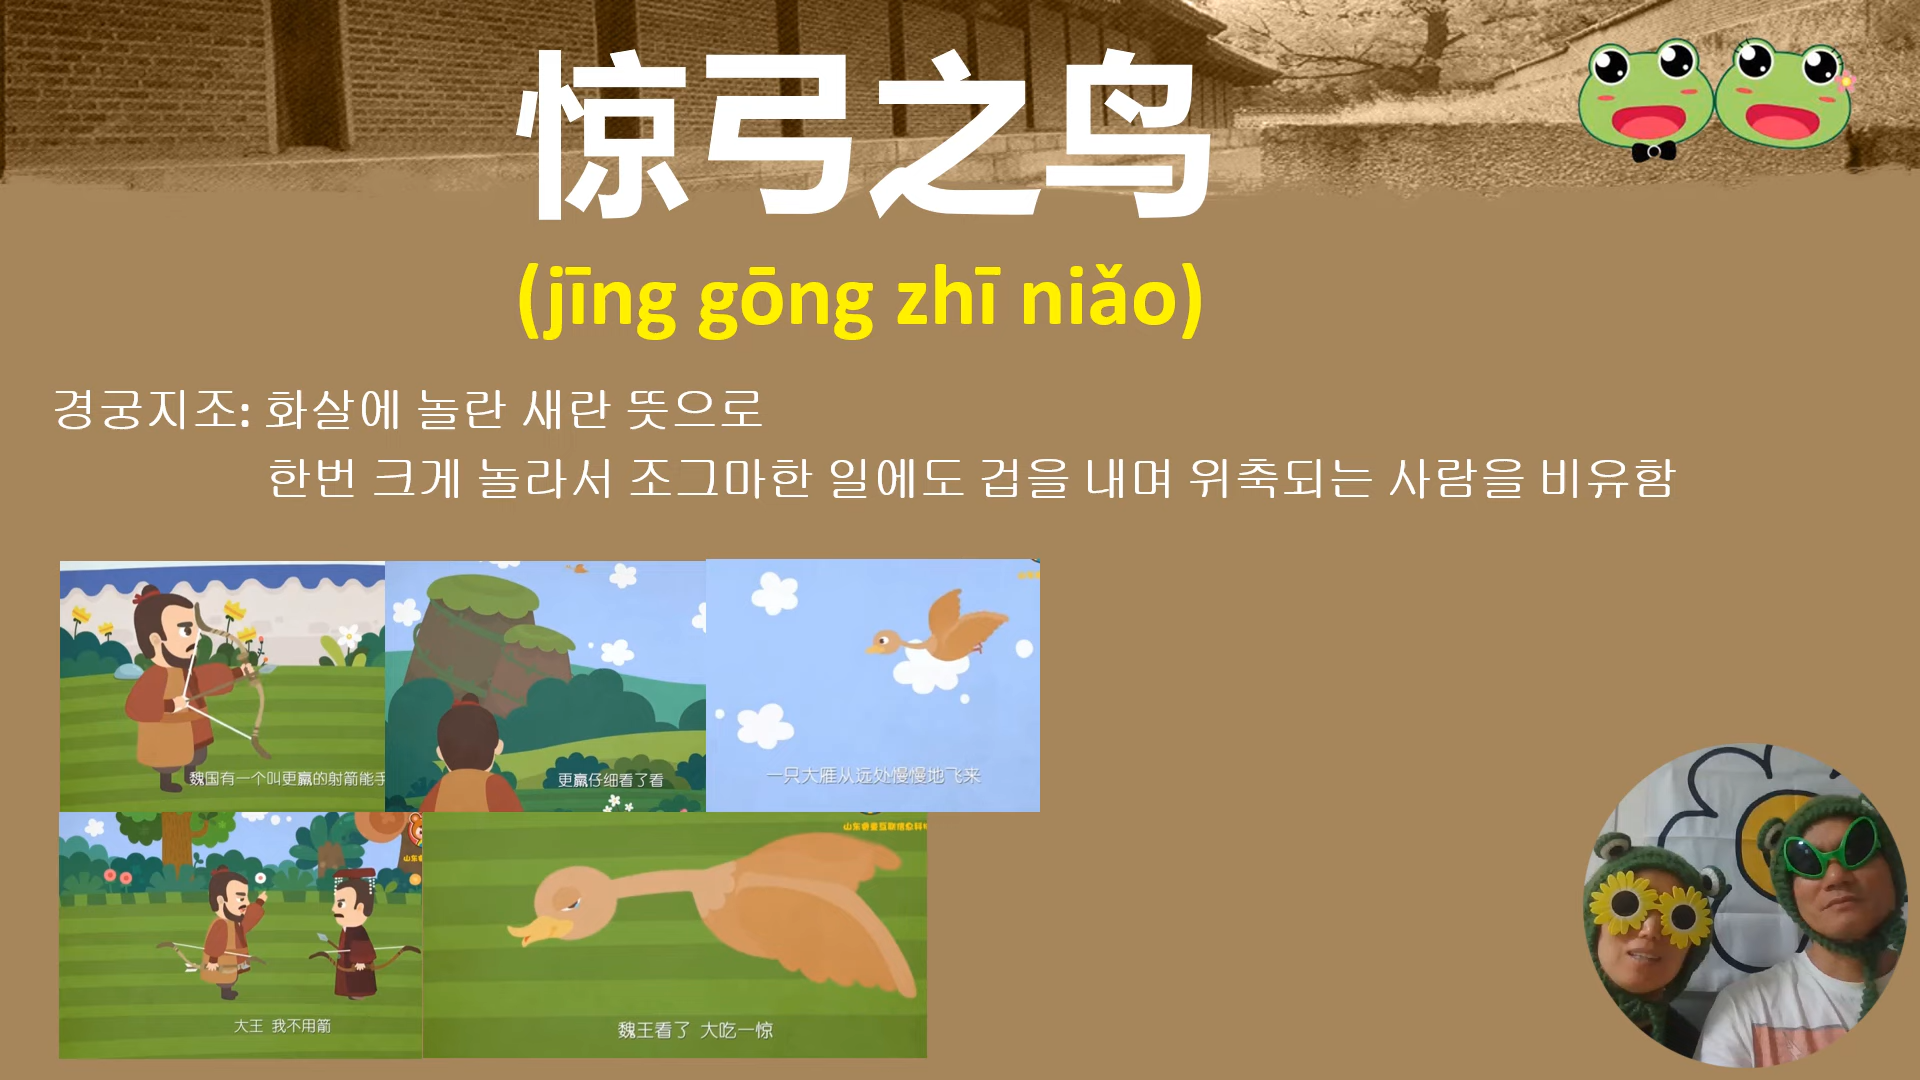 惊弓之鸟
(jīng gōng zhī niǎo)
경궁지조: 화살에 놀란 새란 뜻으로
한번 크게 놀라서 조그마한 일에도 겁을 내며 위축되는 사람을 비유함
魏国有一个叫更羸的射箭能手
更羸仔细看了看
一只大雁从远处慢慢地飞来
大王 我不用箭
魏王看了 大吃一惊